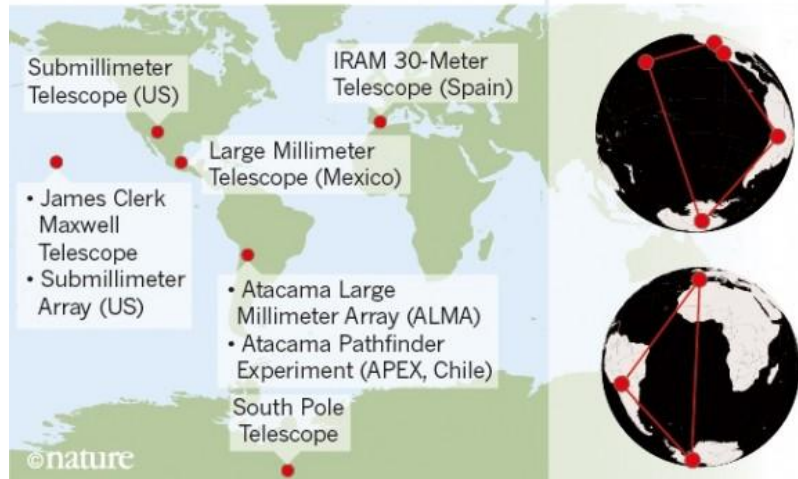 Submillimeter
Telescope (US)
IRAM 30-Meter
Telescope (Spain)
Large Millimeter
Telescope (Mexico)
• James Clerk
Maxwell
Telescope
• Submillimeter
Array (US)
• Atacama Large
Millimeter Array (ALMA)
• Atacama Pathfinder
Experiment (APEX, Chile)
South Pole
Telescope
©nature